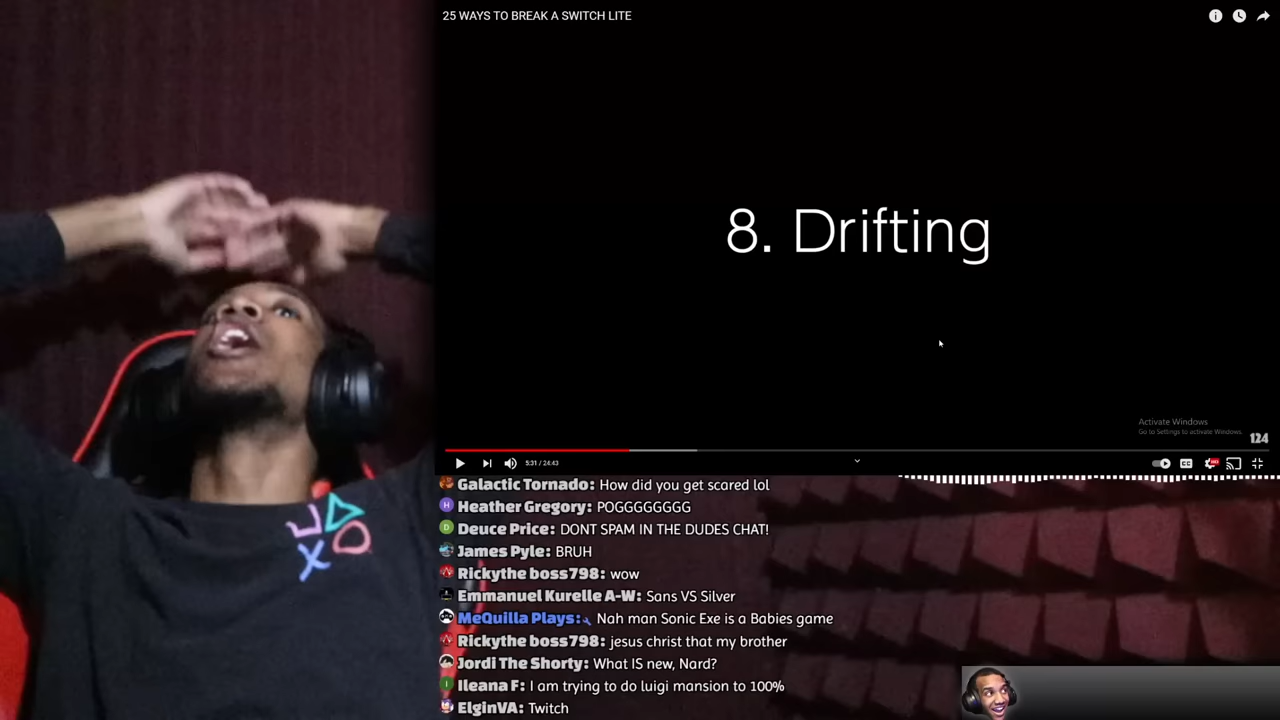 25 WAYS TO BREAK A SWITCH LITE
8. Drifting
Activate Windows
Go to Settings to activate Windows.
124
5:31 / 24:43
Galactic Tornado: How did you get scared lol
Heather Gregory: POGGGGGGGG
Deuce Price: DONT SPAM IN THE DUDES CHAT!
James Pyle: BRUH
Rickythe boss798: wow
Emmanuel Kurelle A-W: Sans VS Silver
MeQuilla Plays: Nah man Sonic Exe is a Babies game
Rickythe boss798: jesus christ that my brother
Jordi The Shorty: What IS new, Nard?
Ileana F: I am trying to do luigi mansion to 100%
ElginVA: Twitch